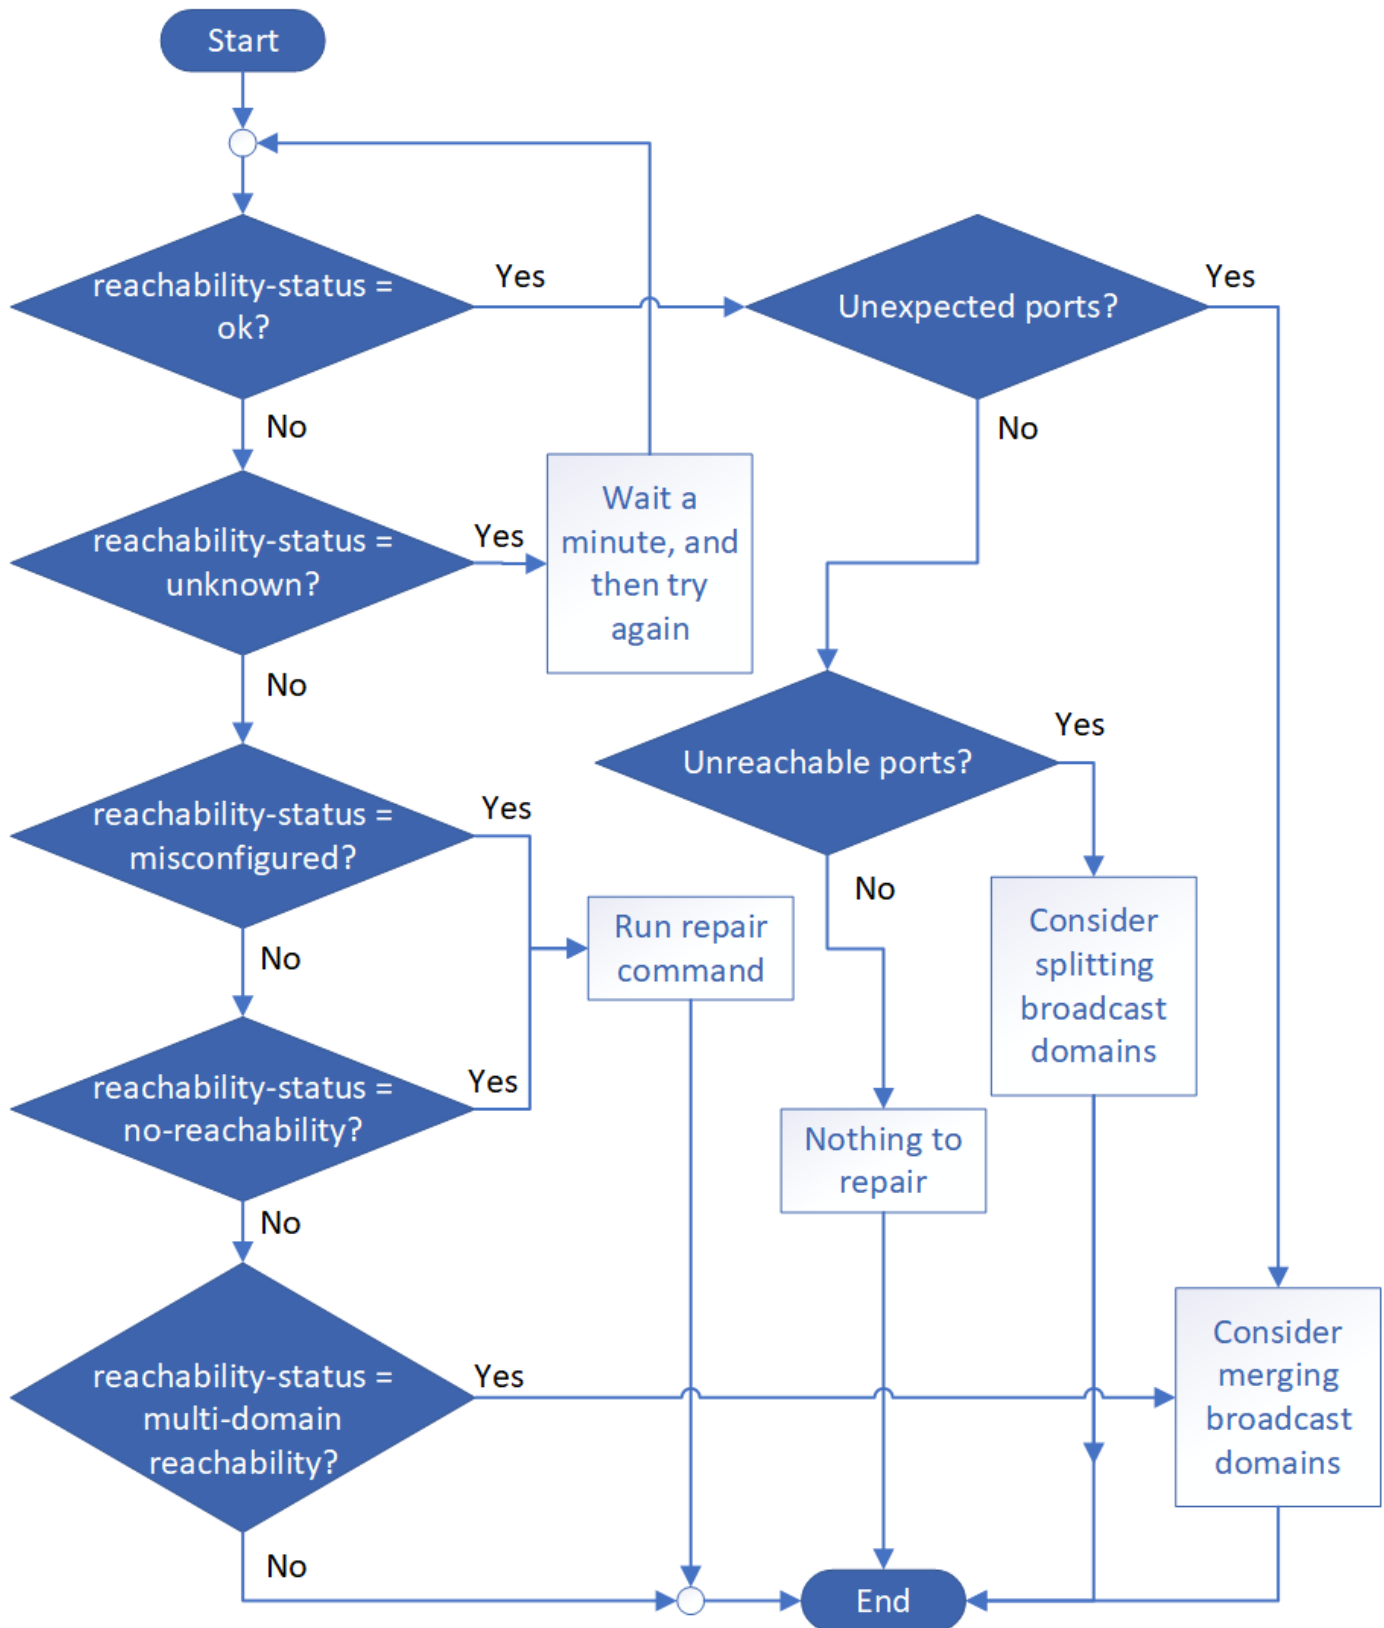 Start
reachability-status =
ok?
Yes
Unexpected ports?
Yes
No
No
reachability-status =
unknown?
Yes
Wait a
minute, and
then try
again
No
Unreachable ports?
Yes
reachability-status =
misconfigured?
Yes
No
Run repair
command
Consider
splitting
broadcast
domains
No
reachability-status =
no-reachability?
Yes
Nothing to
repair
No
reachability-status =
multi-domain
reachability?
Yes
Consider
merging
broadcast
domains
No
End